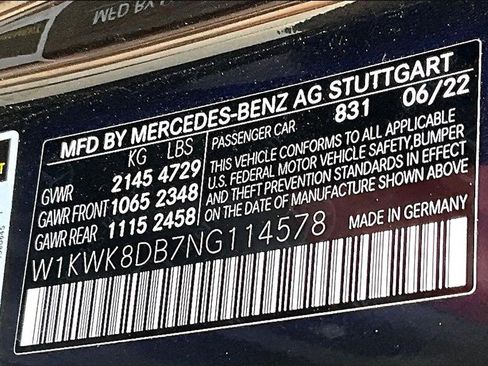 MFD BY MERCEDES-BENZ AG STUTTGART
KG LBS
PASSENGER CAR 831 06/22
GVWR 2145 4729
GAWR FRONT 1065 2348
GAWR REAR 1115 2458
THIS VEHICLE CONFORMS TO ALL APPLICABLE
U.S. FEDERAL MOTOR VEHICLE SAFETY,BUMPER
AND THEFT PREVENTION STANDARDS IN EFFECT
ON THE DATE OF MANUFACTURE SHOWN ABOVE
W1KWK8DB7NG114578
MADE IN GERMANY